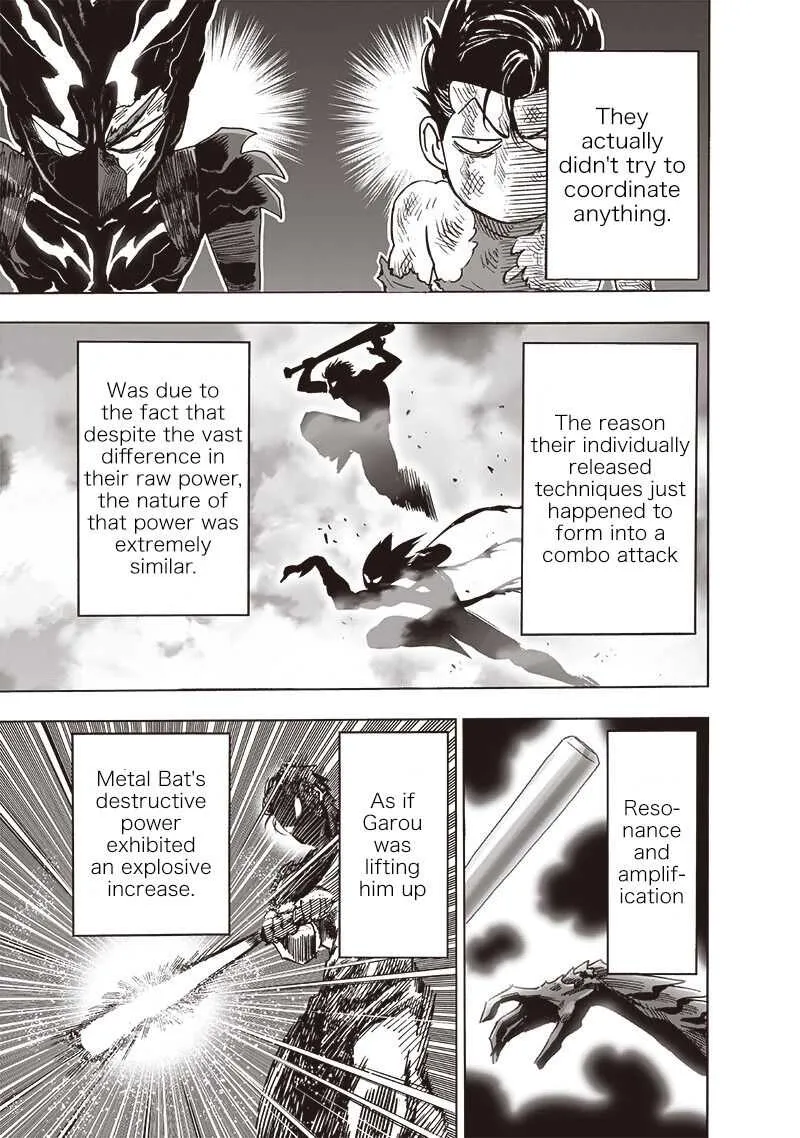 They
actually
didn't try to
coordinate
anything.
The reason
their individually
released
techniques just
happened to
form into a
combo attack
Was due to
the fact that
despite the vast
difference in
their raw power,
the nature of
that power was
extremely
similar.
Reso-
nance
and
amplif-
ication
As if
Garou
was
lifting
him up
Metal Bat's
destructive
power
exhibited
an explosive
increase.